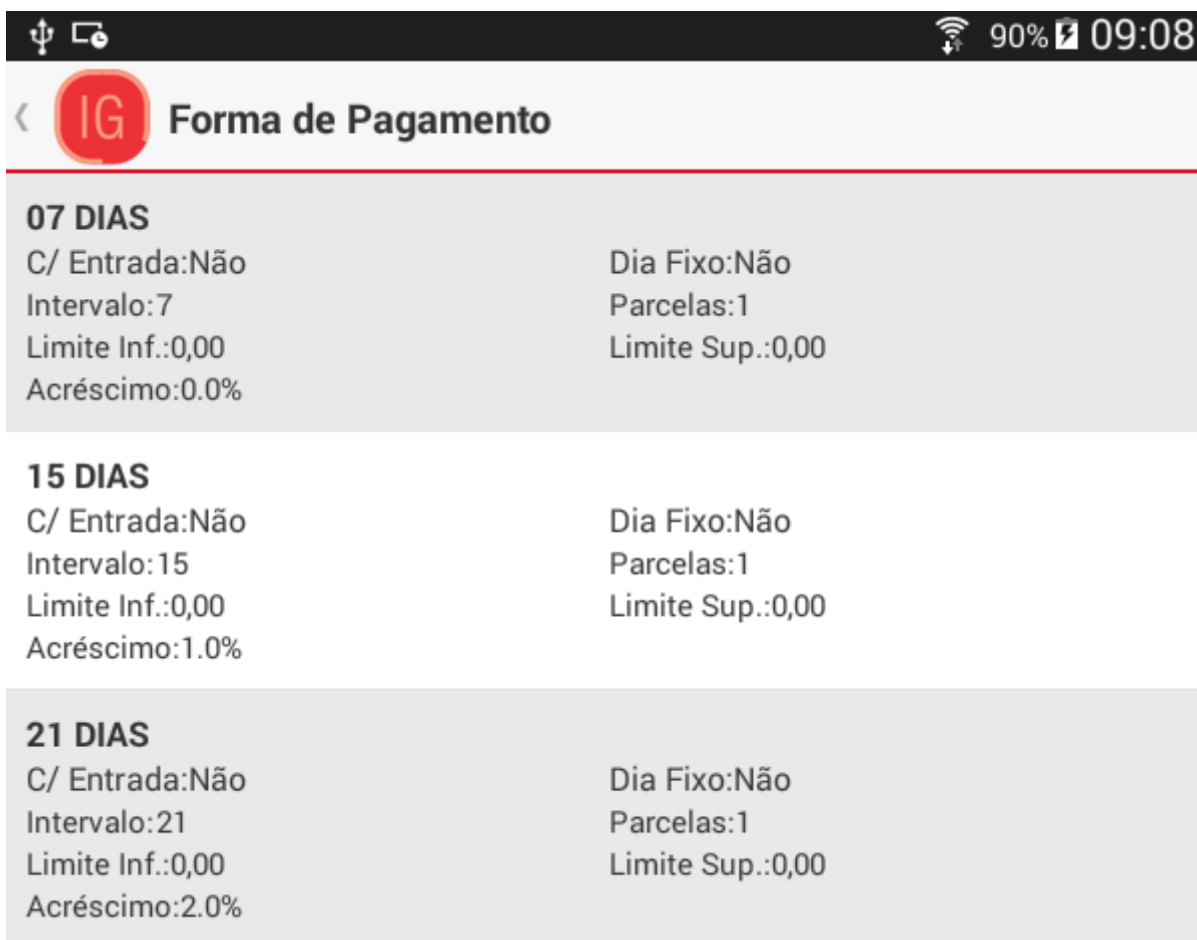 90% 09:08
IG Forma de Pagamento
07 DIAS
C/ Entrada:Não Dia Fixo:Não
Intervalo:7 Parcelas:1
Limite Inf.:0,00 Limite Sup.:0,00
Acréscimo:0.0%
15 DIAS
C/ Entrada:Não Dia Fixo:Não
Intervalo:15 Parcelas:1
Limite Inf.:0,00 Limite Sup.:0,00
Acréscimo:1.0%
21 DIAS
C/ Entrada:Não Dia Fixo:Não
Intervalo:21 Parcelas:1
Limite Inf.:0,00 Limite Sup.:0,00
Acréscimo:2.0%